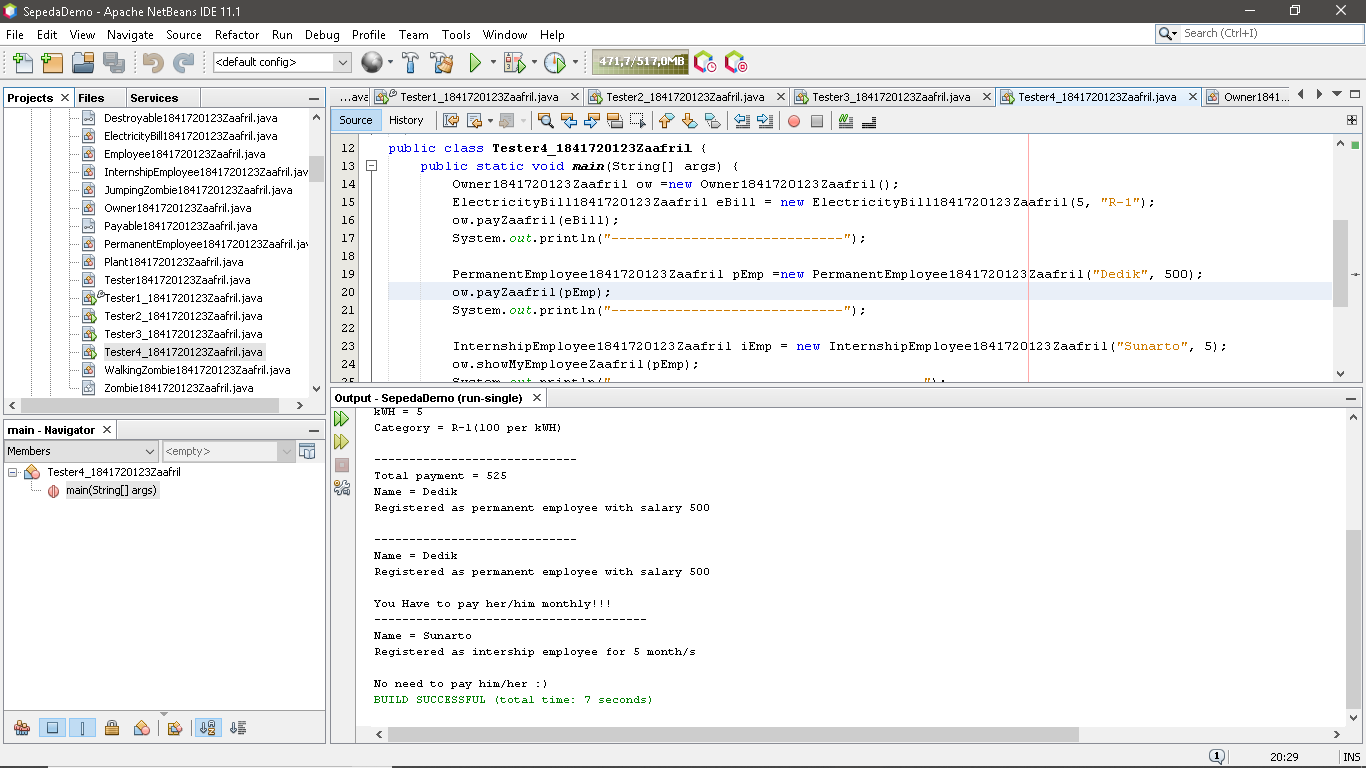 SepedaDemo - Apache NetBeans IDE 11.1
File Edit View Navigate Source Refactor Run Debug Profile Team Tools Window Help
Search (Ctrl+I)
<default config>
471,7/517,0MB
Projects Files Services
Destroyable1841720123Zaafril.java
ElectricityBill1841720123Zaafril.java
Employee1841720123Zaafril.java
InternshipEmployee1841720123Zaafril.jav
JumpingZombie1841720123Zaafril.java
Owner1841720123Zaafril.java
Payable1841720123Zaafril.java
PermanentEmployee1841720123Zaafril.jav
Plant1841720123Zaafril.java
Tester1841720123Zaafril.java
Tester1_1841720123Zaafril.java
Tester2_1841720123Zaafril.java
Tester3_1841720123Zaafril.java
Tester4_1841720123Zaafril.java
WalkingZombie1841720123Zaafril.java
Zombie1841720123Zaafril.java
main - Navigator
Members <empty>
Tester4_1841720123Zaafril
main(String[] args)
...ava Tester1_1841720123Zaafril.java Tester2_1841720123Zaafril.java Tester3_1841720123Zaafril.java Tester4_1841720123Zaafril.java Owner1841...
Source History
12 public class Tester4_1841720123Zaafril {
13 public static void main(String[] args) {
14 Owner1841720123Zaafril ow =new Owner1841720123Zaafril();
15 ElectricityBill1841720123Zaafril eBill = new ElectricityBill1841720123Zaafril(5, "R-1");
16 ow.payZaafril(eBill);
17 System.out.println("-----------------------------");
18
19 PermanentEmployee1841720123Zaafril pEmp =new PermanentEmployee1841720123Zaafril("Dedik", 500);
20 ow.payZaafril(pEmp);
21 System.out.println("-----------------------------");
22
23 InternshipEmployee1841720123Zaafril iEmp = new InternshipEmployee1841720123Zaafril("Sunarto", 5);
24 ow.showMyEmployeeZaafril(pEmp);
25 System.out.println("---------------------------------------");
Output - SepedaDemo (run-single)
kWH = 5
Category = R-1(100 per kWH)
-----------------------------
Total payment = 525
Name = Dedik
Registered as permanent employee with salary 500
-----------------------------
Name = Dedik
Registered as permanent employee with salary 500
You Have to pay her/him monthly!!!
---------------------------------------
Name = Sunarto
Registered as intership employee for 5 month/s
No need to pay him/her :)
BUILD SUCCESSFUL (total time: 7 seconds)
1 20:29 INS